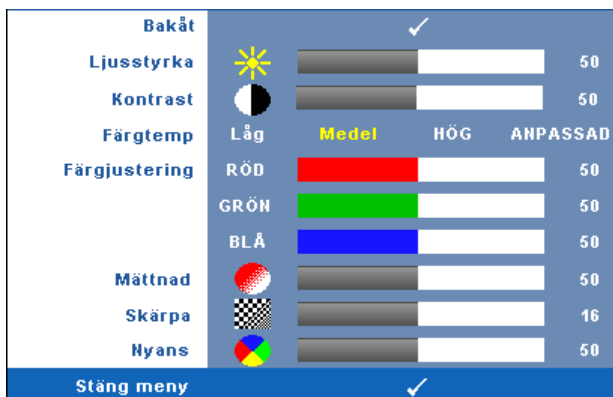 Bakåt
Ljusstyrka 50
Kontrast 50
Färgtemp Låg Medel HÖG ANPASSAD
Färgjustering RÖD 50
GRÖN 50
BLÅ 50
Mättnad 50
Skärpa 16
Nyans 50
Stäng meny